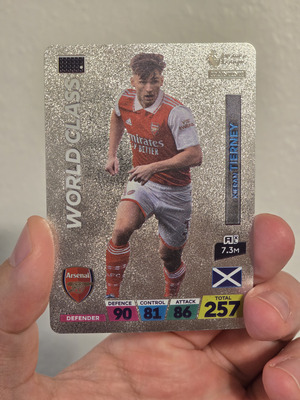 WORLD CLASS
Emirates
FLY BETTER
TIERNEY
7.3M
Arsenal
DEFENDER
DEFENCE
90
CONTROL
81
ATTACK
86
TOTAL
257